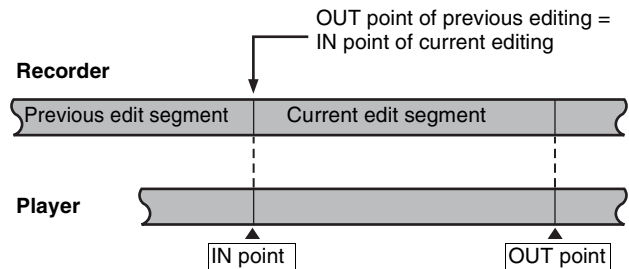 OUT point of previous editing =
IN point of current editing
Recorder
Previous edit segment
Current edit segment
Player
IN point
OUT point